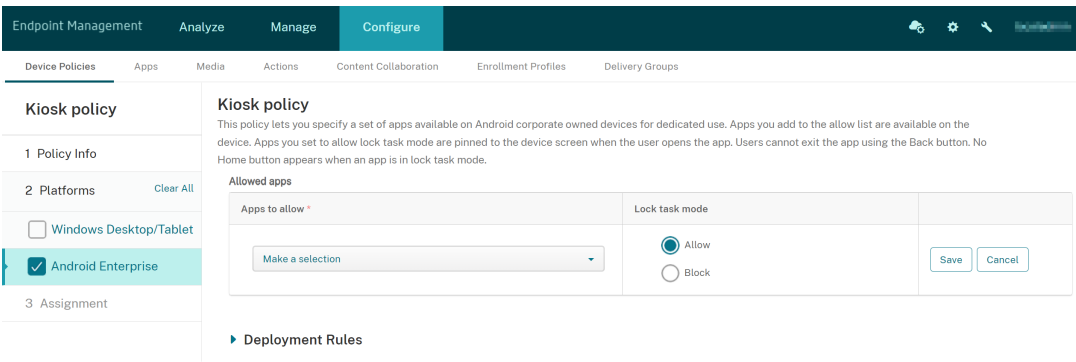 Endpoint Management Analyze Manage Configure
Device Policies Apps Media Actions Content Collaboration Enrollment Profiles Delivery Groups
Kiosk policy
1 Policy Info
2 Platforms Clear All
Windows Desktop/Tablet
Android Enterprise
3 Assignment
Kiosk policy
This policy lets you specify a set of apps available on Android corporate owned devices for dedicated use. Apps you add to the allow list are available on the
device. Apps you set to allow lock task mode are pinned to the device screen when the user opens the app. Users cannot exit the app using the Back button. No
Home button appears when an app is in lock task mode.
Allowed apps
Apps to allow * Lock task mode
Make a selection
Allow
Block
Save Cancel
Deployment Rules